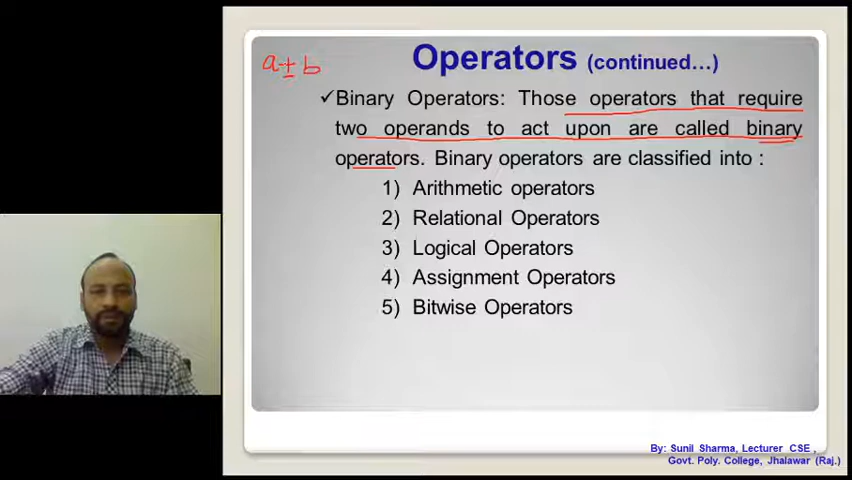 a+b
Operators (continued...)
✓Binary Operators: Those operators that require
two operands to act upon are called binary
operators. Binary operators are classified into :
1) Arithmetic operators
2) Relational Operators
3) Logical Operators
4) Assignment Operators
5) Bitwise Operators
By: Sunil Sharma, Lecturer CSE ,
Govt. Poly. College, Jhalawar (Raj.)